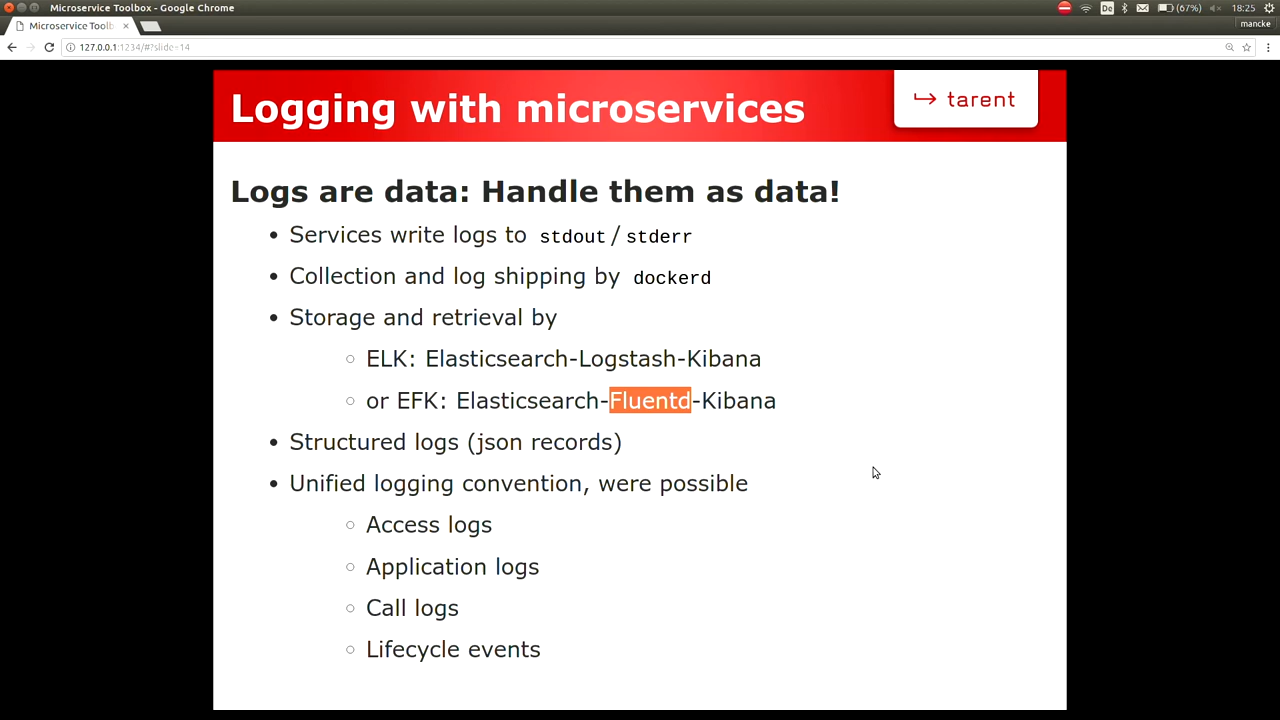 Microservice Toolbox - Google Chrome
De
(67%)
18:25
Microservice Toolb
mancke
127.0.0.1:1234/#?slide=14
Logging with microservices
tarent
Logs are data: Handle them as data!
Services write logs to stdout / stderr
Collection and log shipping by dockerd
Storage and retrieval by
ELK: Elasticsearch-Logstash-Kibana
or EFK: Elasticsearch-Fluentd-Kibana
Structured logs (json records)
Unified logging convention, were possible
Access logs
Application logs
Call logs
Lifecycle events